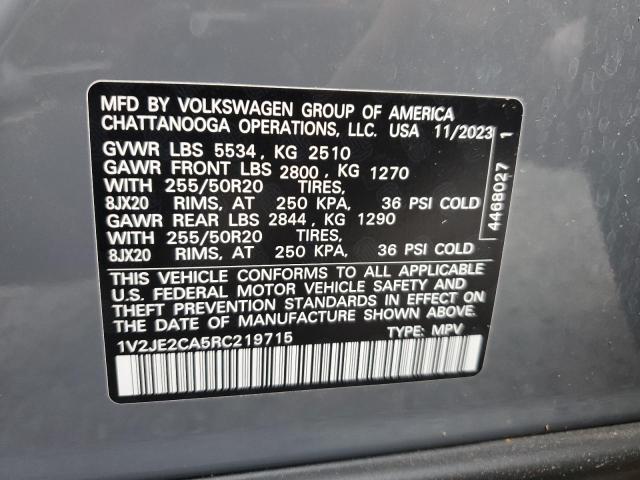 MFD BY VOLKSWAGEN GROUP OF AMERICA
CHATTANOOGA OPERATIONS, LLC. USA 11/2023
GVWR LBS 5534, KG 2510
GAWR FRONT LBS 2800, KG 1270
WITH 255/50R20 TIRES,
8JX20 RIMS, AT 250 KPA, 36 PSI COLD
GAWR REAR LBS 2844, KG 1290
WITH 255/50R20 TIRES,
8JX20 RIMS, AT 250 KPA, 36 PSI COLD
THIS VEHICLE CONFORMS TO ALL APPLICABLE
U.S. FEDERAL MOTOR VEHICLE SAFETY AND
THEFT PREVENTION STANDARDS IN EFFECT ON
THE DATE OF MANUFACTURE SHOWN ABOVE.
1V2JE2CA5RC219715 TYPE: MPV
4468027 1